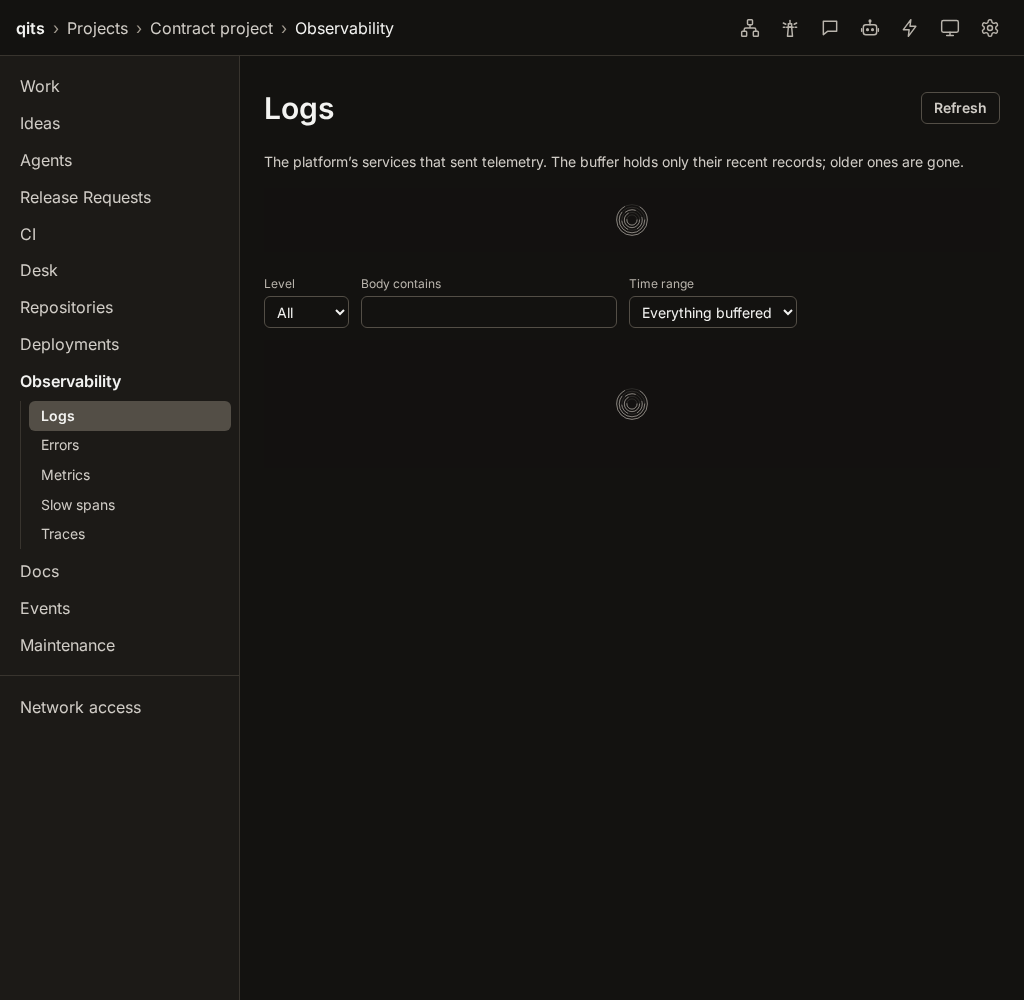 qits › Projects › Contract project › Observability
Work
Ideas
Agents
Release Requests
CI
Desk
Repositories
Deployments
Observability
Logs
Errors
Metrics
Slow spans
Traces
Docs
Events
Maintenance
Network access
Logs
Refresh
The platform’s services that sent telemetry. The buffer holds only their recent records; older ones are gone.
Level
Body contains
Time range
All
Everything buffered